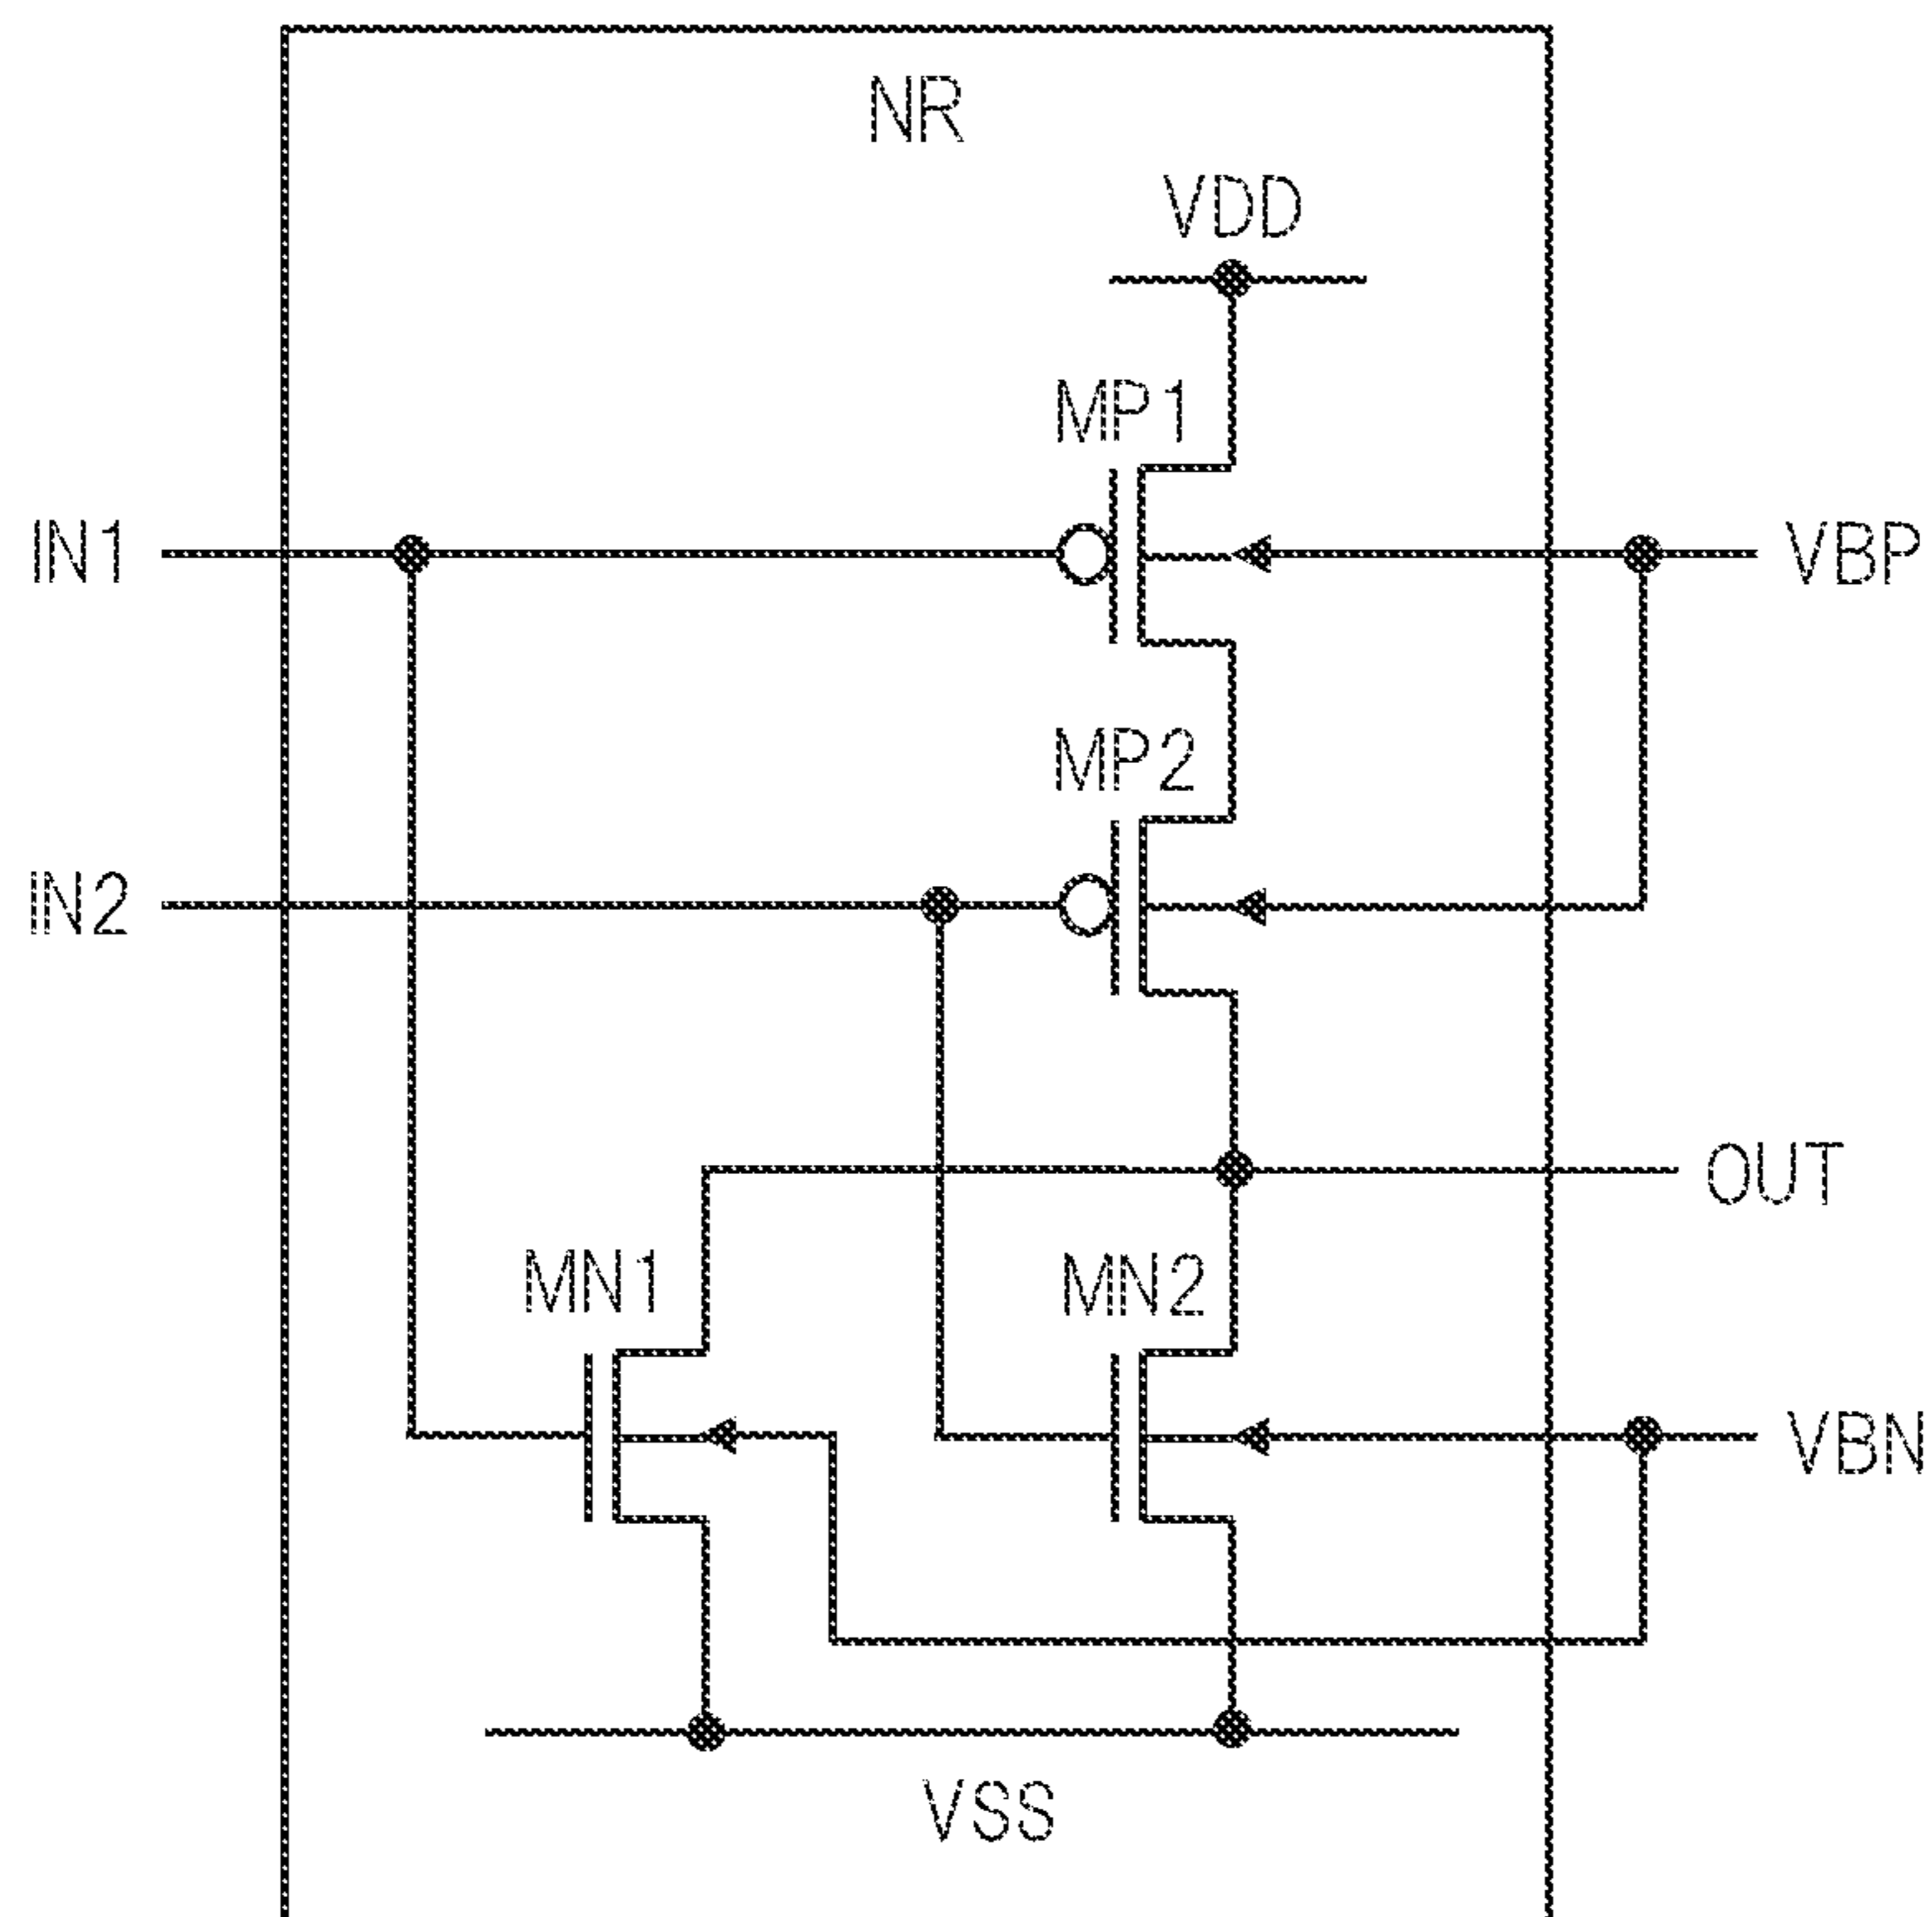 NR
VDD
MP1
IN1
VBP
MP2
IN2
OUT
MN1
MN2
VBN
VSS